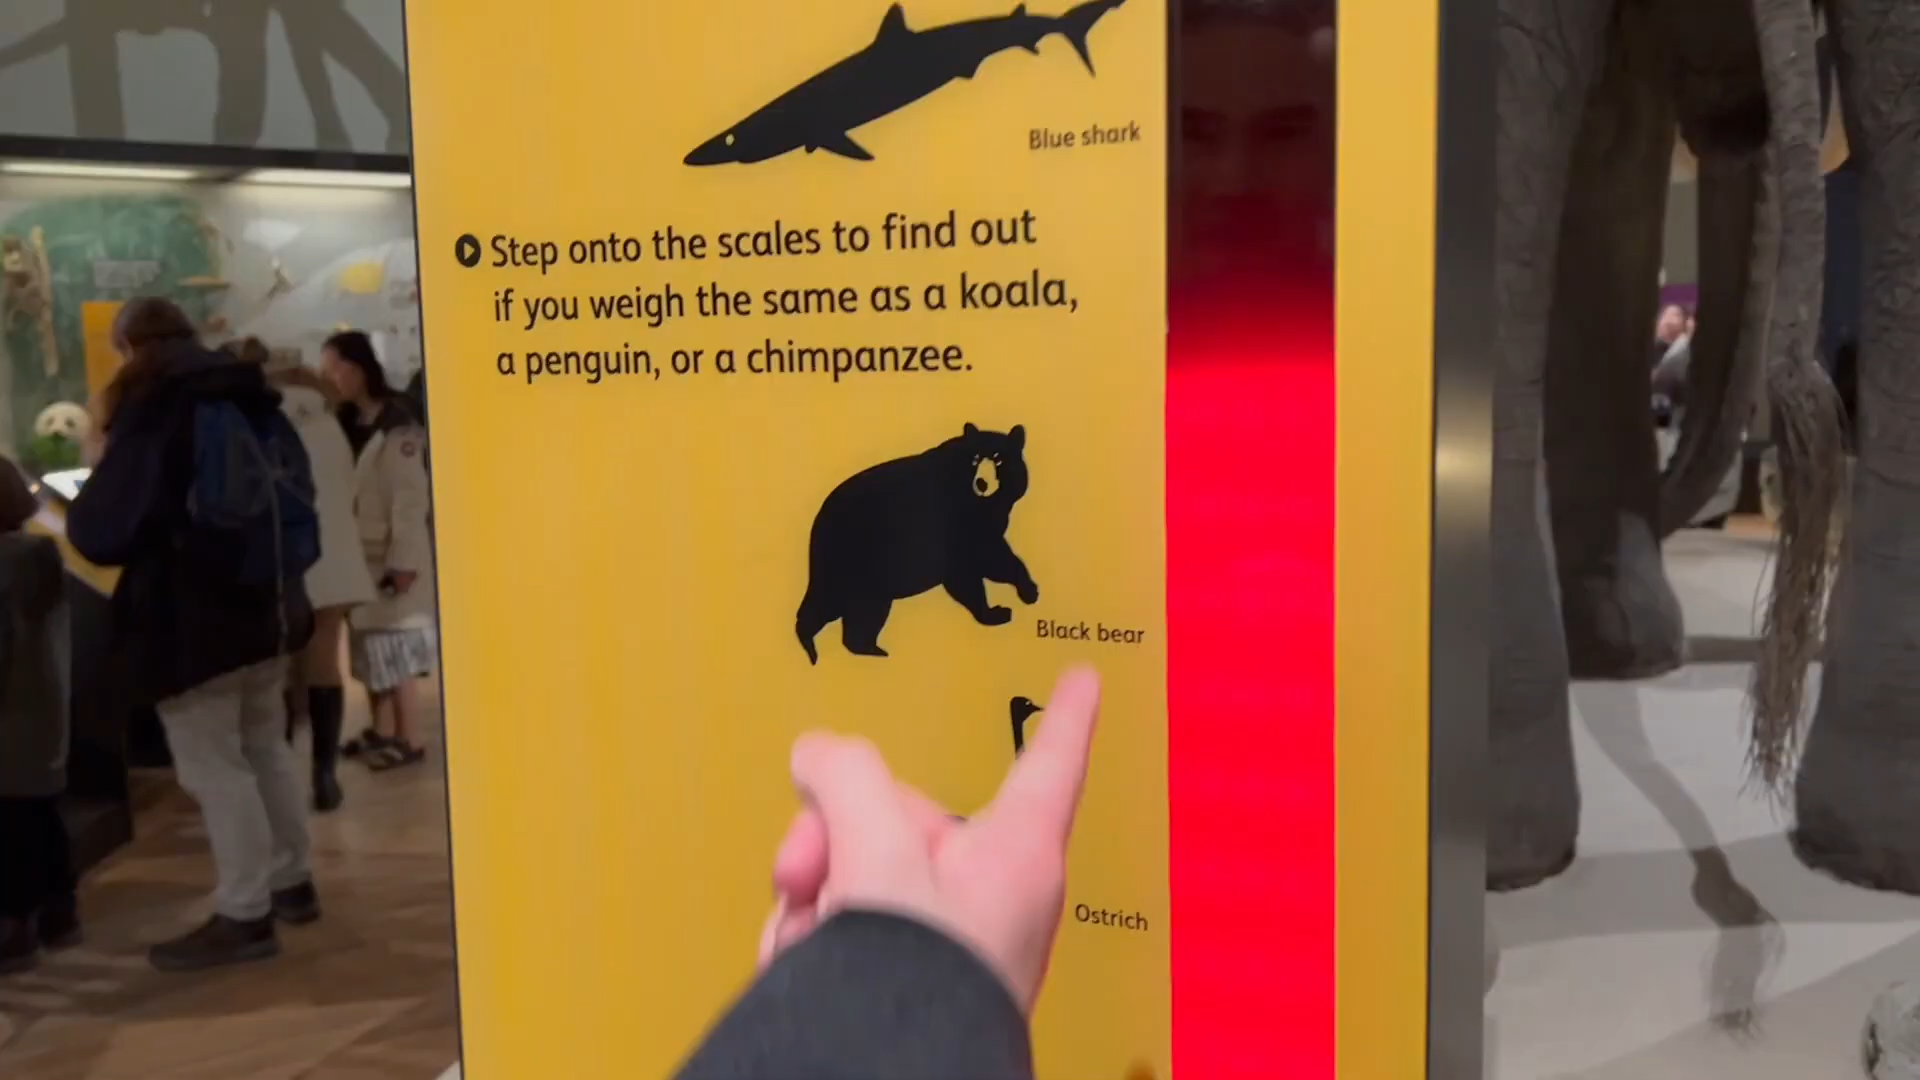 Blue shark
Step onto the scales to find out
if you weigh the same as a koala,
a penguin, or a chimpanzee.
Black bear
Ostrich